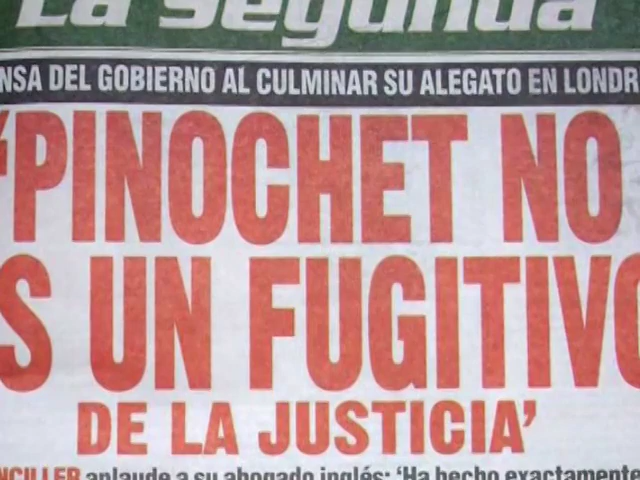 La Segunda
NSA DEL GOBIERNO AL CULMINAR SU ALEGATO EN LONDR
'PINOCHET NO
S UN FUGITIVO
DE LA JUSTICIA'
NCILLER aplaude a su abogado inglés: 'Ha hecho exactamente